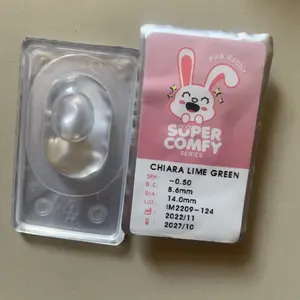 Pink Rabbit
SUPER
COMFY
SERIES
CHIARA LIME GREEN
SPH: -0.50
B.C: 8.6mm
DIA: 14.0mm
LOT: IM2209-124
2022/11
2027/10